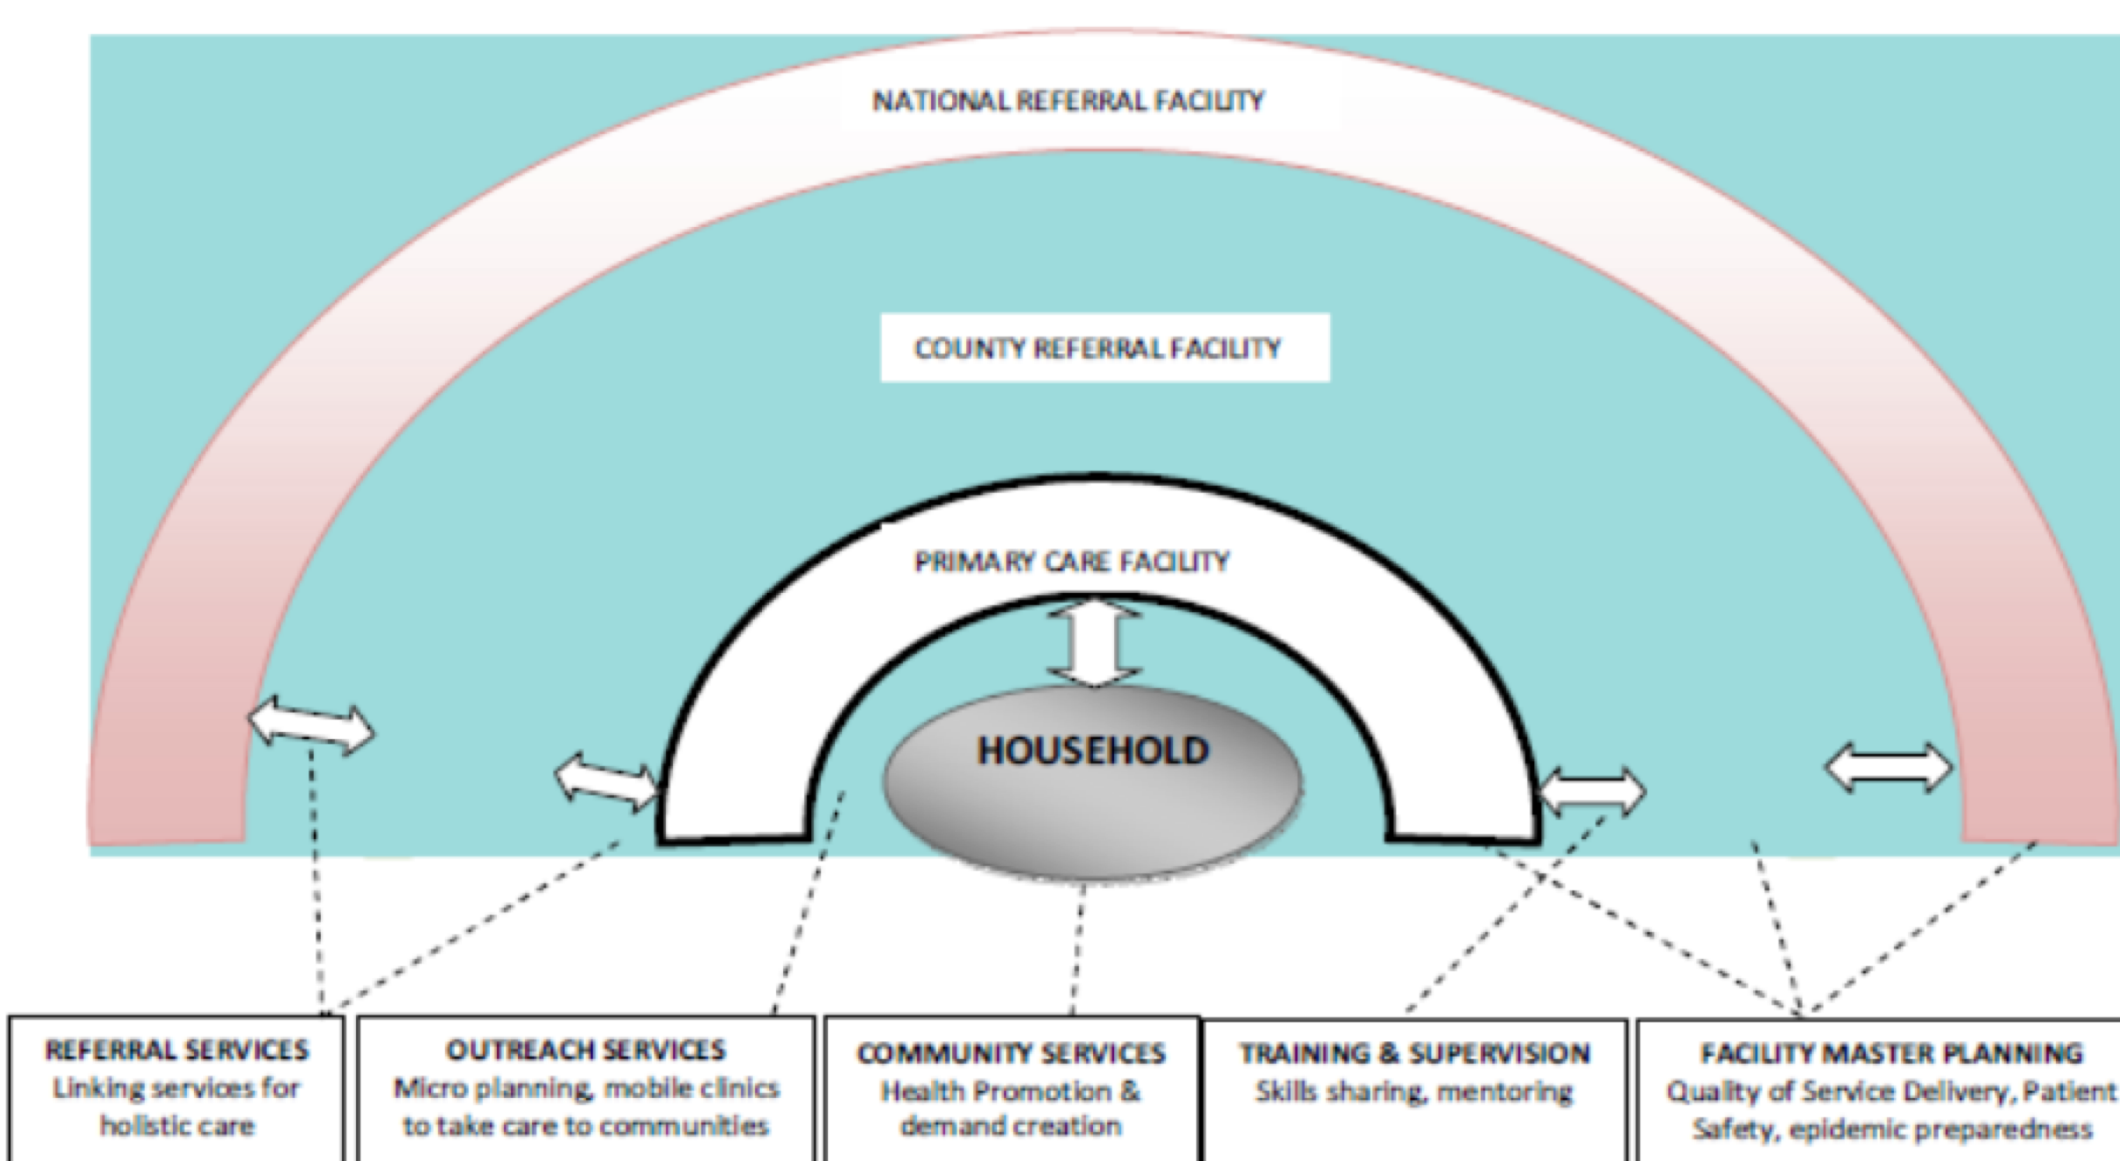 NATIONAL REFERRAL FACILITY
COUNTY REFERRAL FACILITY
PRIMARY CARE FACILITY
HOUSEHOLD
REFERRAL SERVICES
Linking services for
holistic care
OUTREACH SERVICES
Micro planning, mobile clinics
to take care to communities
COMMUNITY SERVICES
Health Promotion &
demand creation
TRAINING & SUPERVISION
Skills sharing, mentoring
FACILITY MASTER PLANNING
Quality of Service Delivery, Patient
Safety, epidemic preparedness